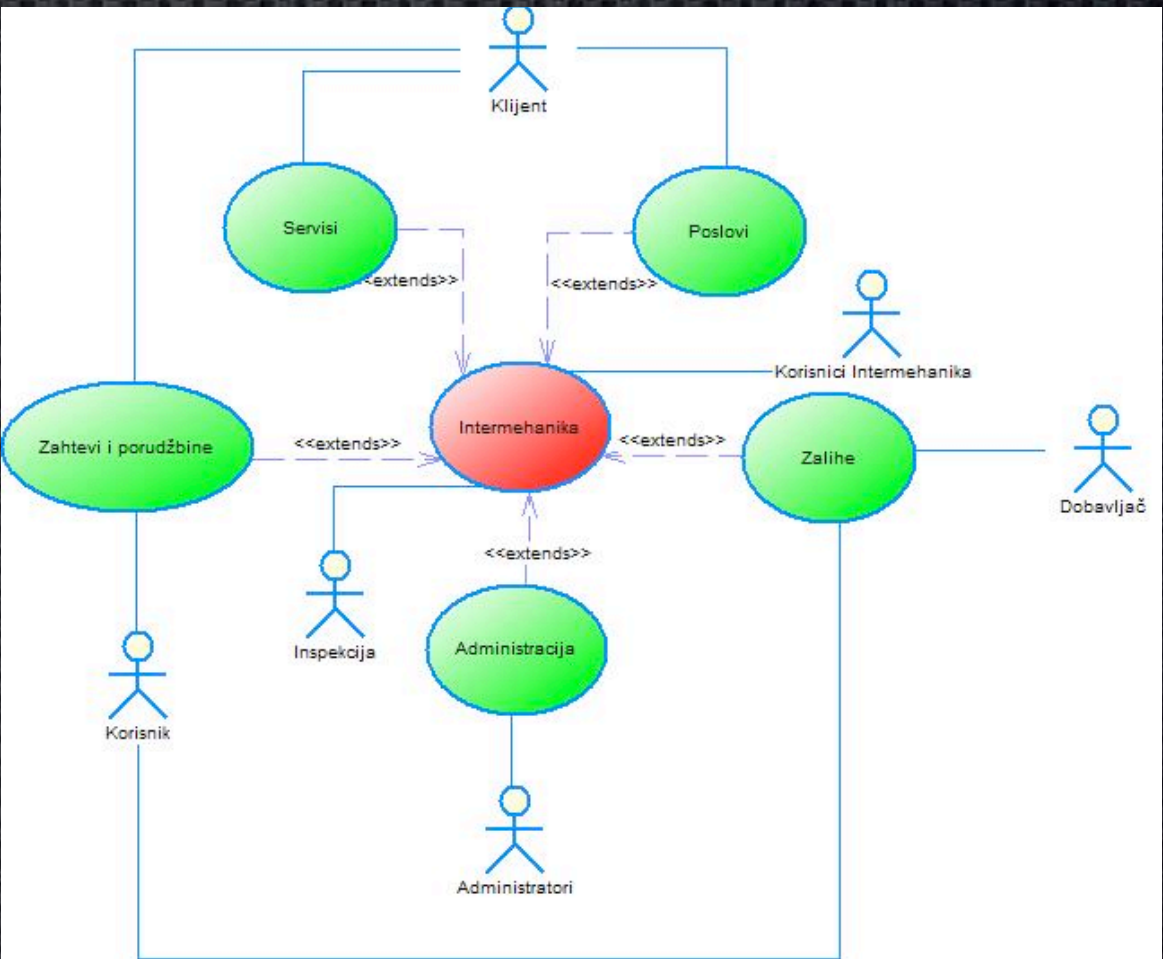 Klijent
Servisi
Poslovi
<extends>>
<<extends>>
Korisnici Intermehanika
Zahtevi i porudžbine
<<extends>>
Intermehanika
<<extends>>
Zalihe
Dobavljač
<<extends>>
Inspekcija
Administracija
Korisnik
Administratori